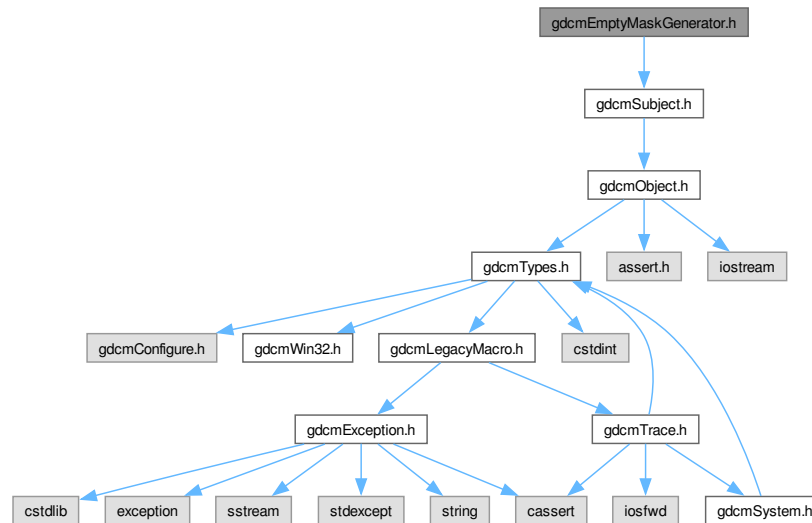 gdcmEmptyMaskGenerator.h
gdcmSubject.h
gdcmObject.h
gdcmTypes.h
assert.h
iostream
gdcmConfigure.h
gdcmWin32.h
gdcmLegacyMacro.h
cstdint
gdcmException.h
gdcmTrace.h
cstdlib
exception
sstream
stdexcept
string
cassert
iosfwd
gdcmSystem.h